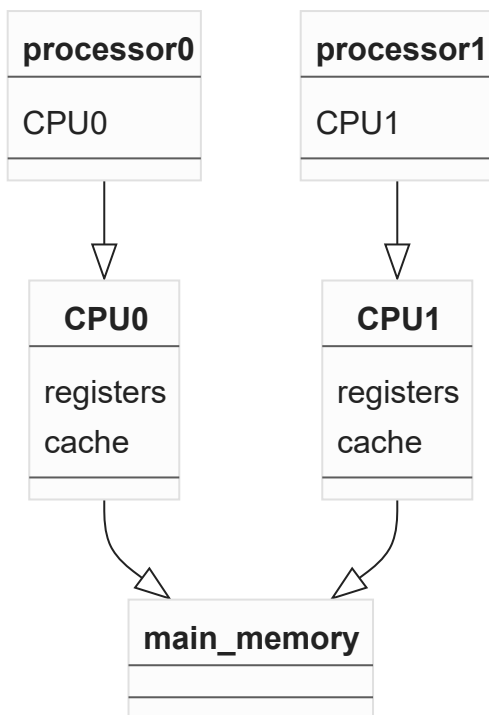 processor0
CPU0
processor1
CPU1
CPU0
registers
cache
CPU1
registers
cache
main_memory